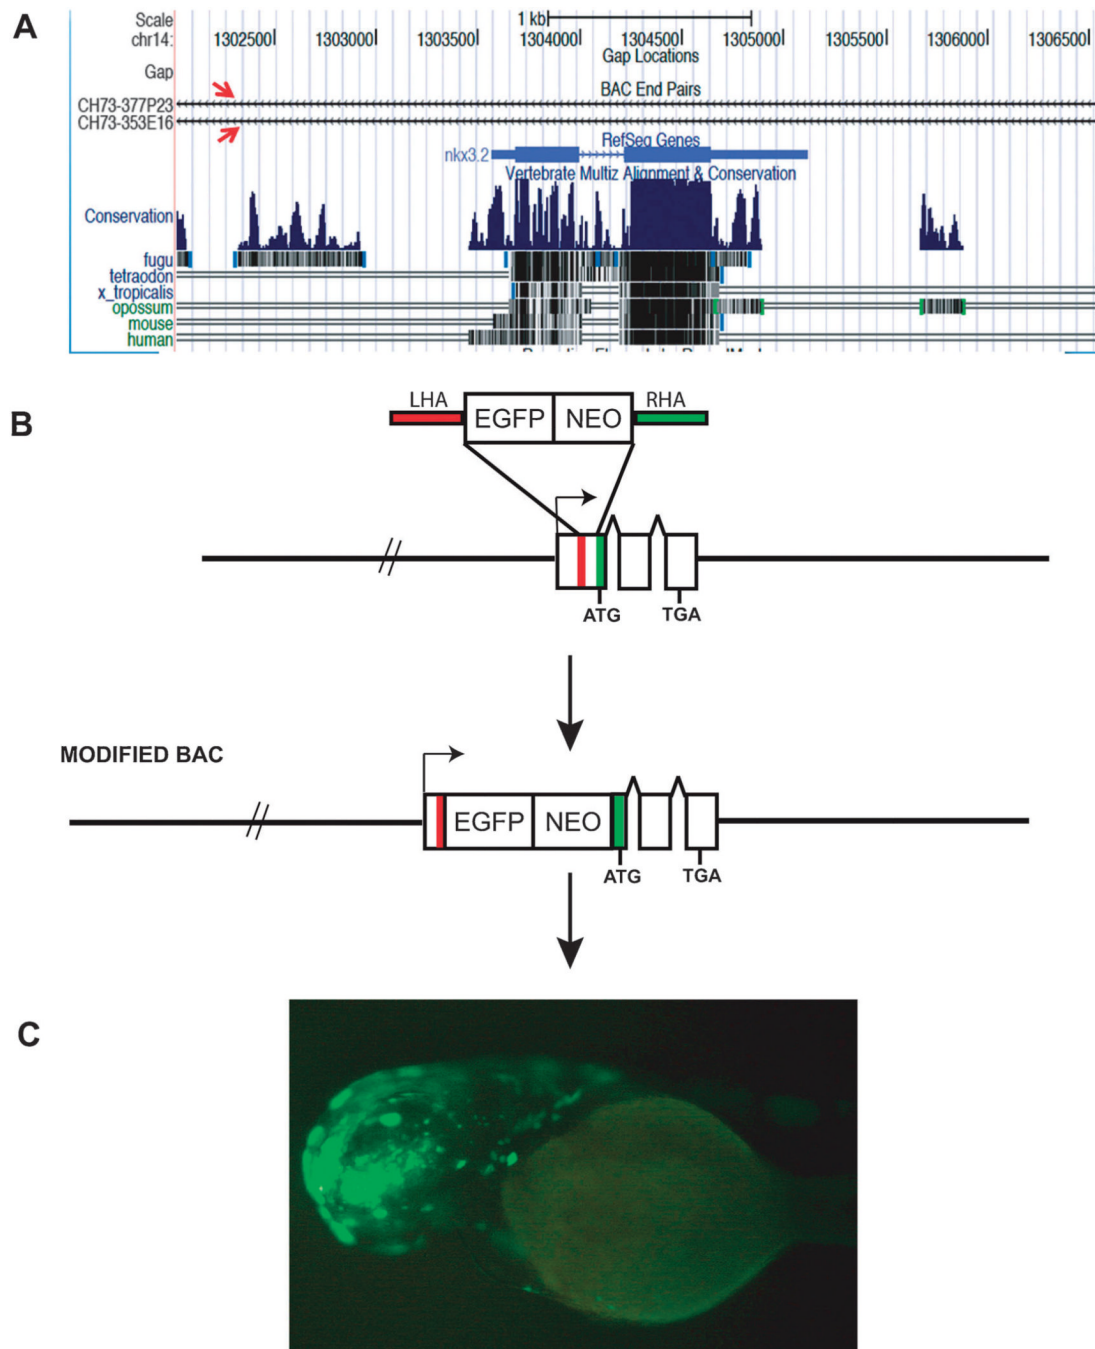 A
Scale
1 kb
chr14:
1302500
1303000
1303500
1304000
1304500
1305000
1305500
1306000
1306500
Gap Locations
Gap
BAC End Pairs
CH73-377P23
CH73-353E16
RefSeq Genes
nkx3.2
Vertebrate Multiz Alignment & Conservation
Conservation
fugu
tetraodon
x_tropicalis
opossum
mouse
human
B
LHA
EGFP
NEO
RHA
ATG
TGA
MODIFIED BAC
EGFP
NEO
ATG
TGA
C